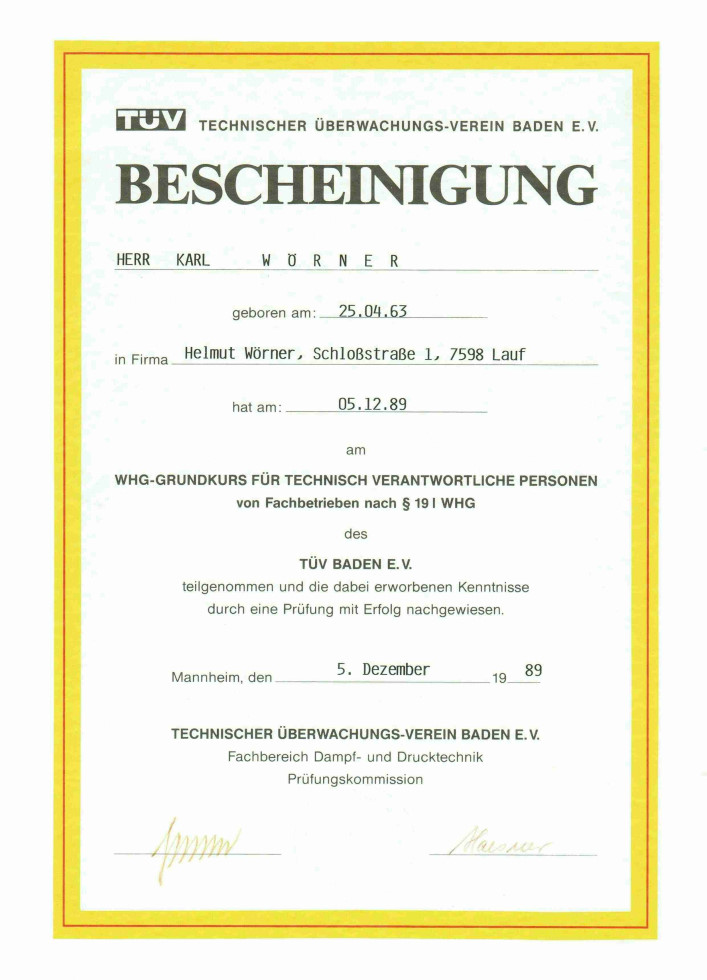 TÜV TECHNISCHER ÜBERWACHUNGS-VEREIN BADEN E.V.
BESCHEINIGUNG
HERR KARL W Ö R N E R
geboren am: 25.04.63
in Firma Helmut Wörner, Schloßstraße 1, 7598 Lauf
hat am: 05.12.89
am
WHG-GRUNDKURS FÜR TECHNISCH VERANTWORTLICHE PERSONEN
von Fachbetrieben nach § 19 l WHG
des
TÜV BADEN E.V.
teilgenommen und die dabei erworbenen Kenntnisse
durch eine Prüfung mit Erfolg nachgewiesen.
Mannheim, den 5. Dezember 19 89
TECHNISCHER ÜBERWACHUNGS-VEREIN BADEN E.V.
Fachbereich Dampf- und Drucktechnik
Prüfungskommission